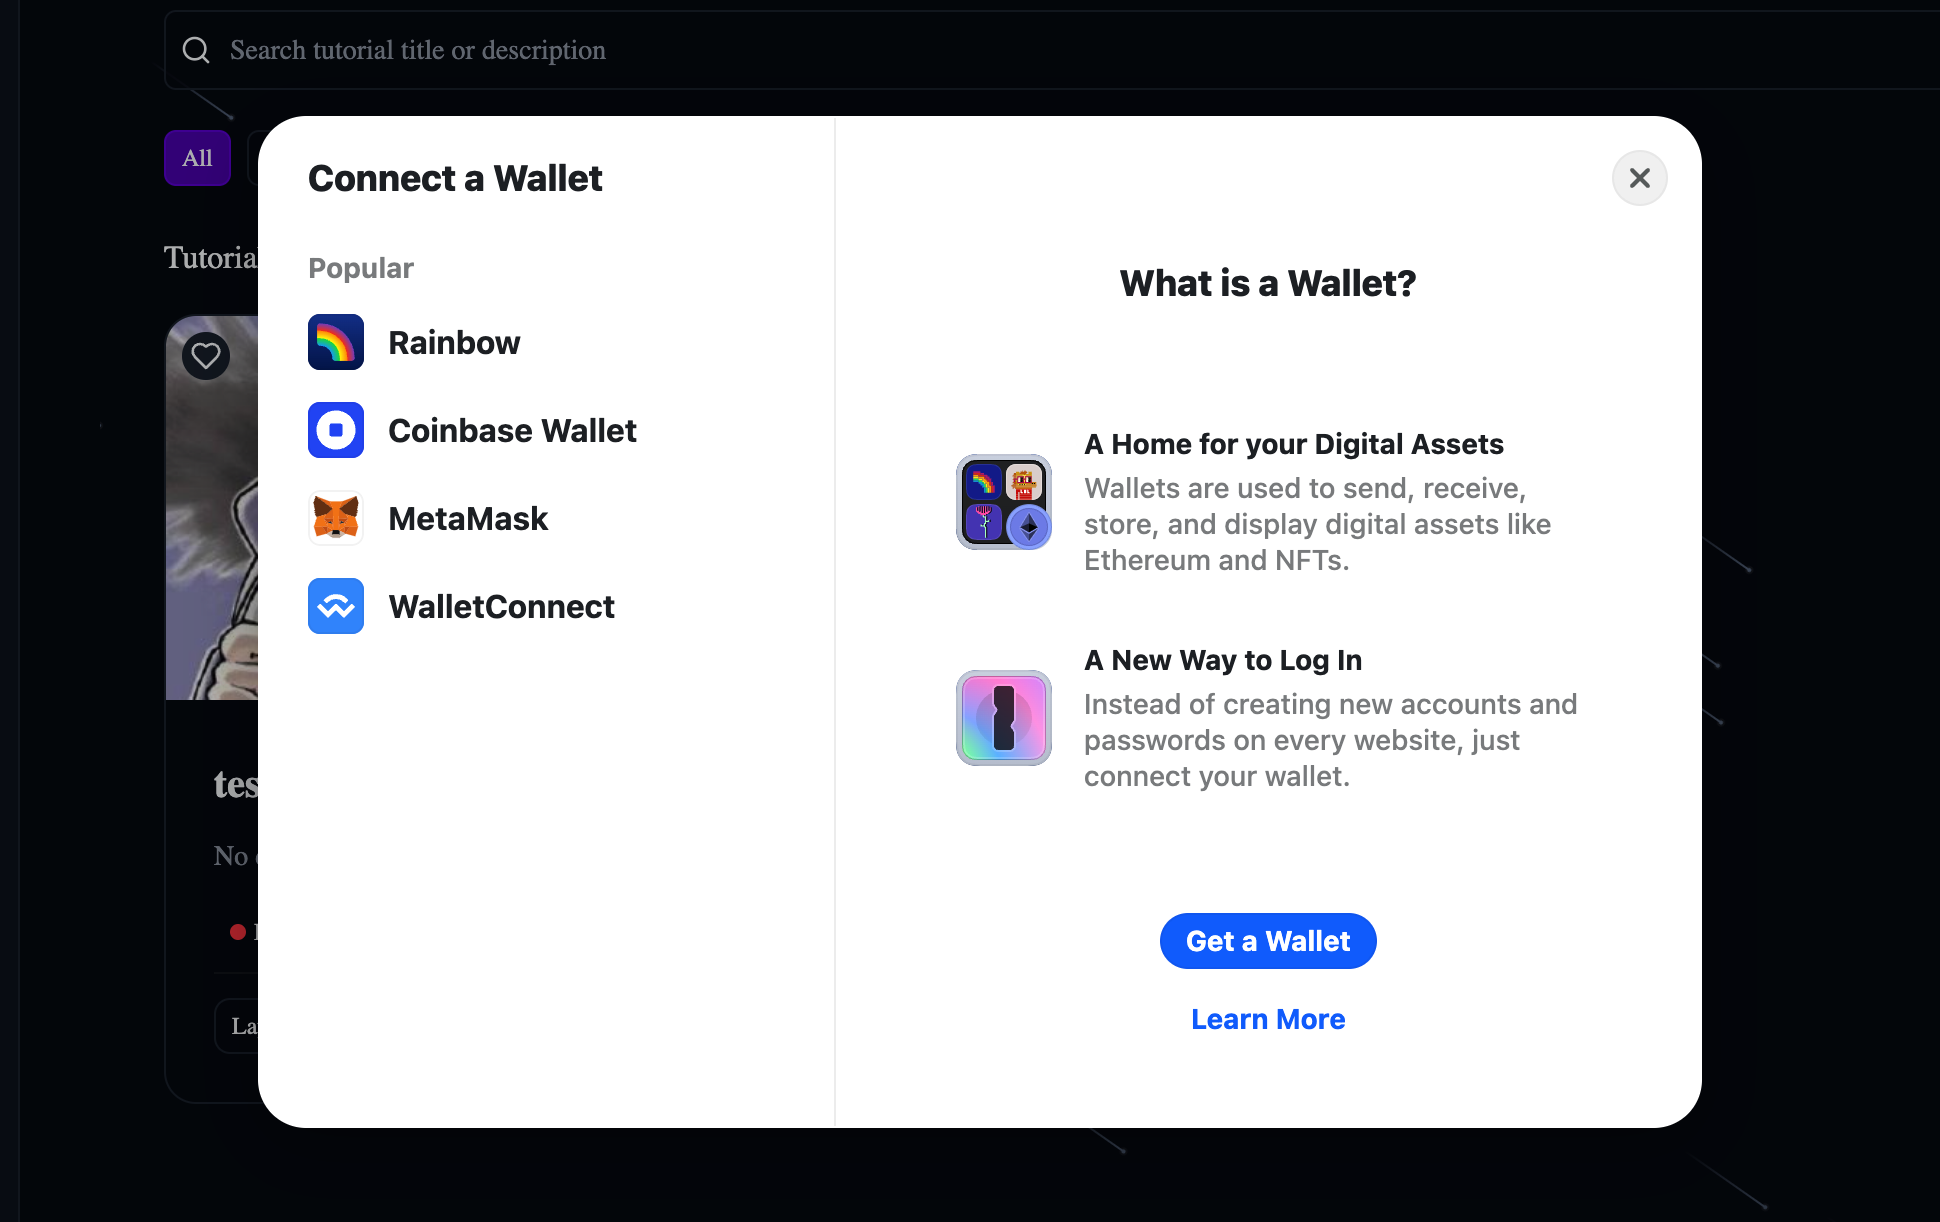 Search tutorial title or description
All
Connect a Wallet
Popular
Rainbow
Coinbase Wallet
MetaMask
WalletConnect
What is a Wallet?
A Home for your Digital Assets
Wallets are used to send, receive,
store, and display digital assets like
Ethereum and NFTs.
A New Way to Log In
Instead of creating new accounts and
passwords on every website, just
connect your wallet.
Get a Wallet
Learn More
No